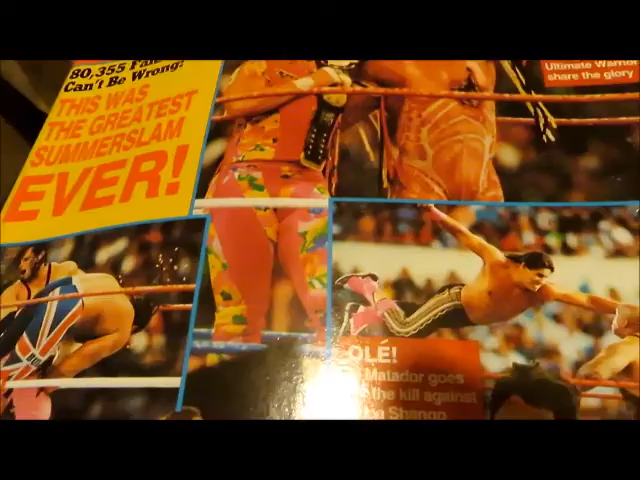 80,355 Fans
Can't Be Wrong!
THIS WAS
THE GREATEST
SUMMERSLAM
EVER!
Ultimate Warrior
share the glory
OLÉ!
Matador goes
the kill against
Shango